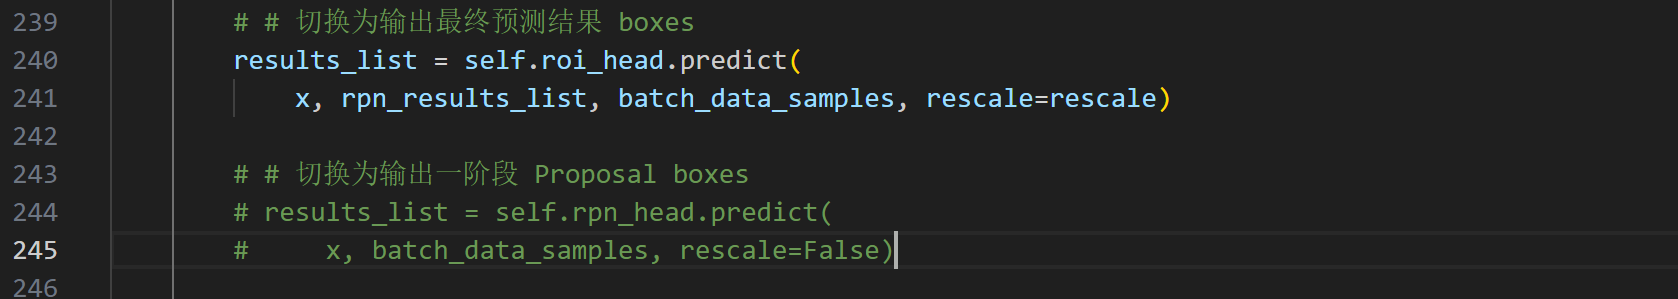 239 # # 切换为输出最终预测结果 boxes
240 results_list = self.roi_head.predict(
241 x, rpn_results_list, batch_data_samples, rescale=rescale)
242
243 # # 切换为输出一阶段 Proposal boxes
244 # results_list = self.rpn_head.predict(
245 #     x, batch_data_samples, rescale=False)
246